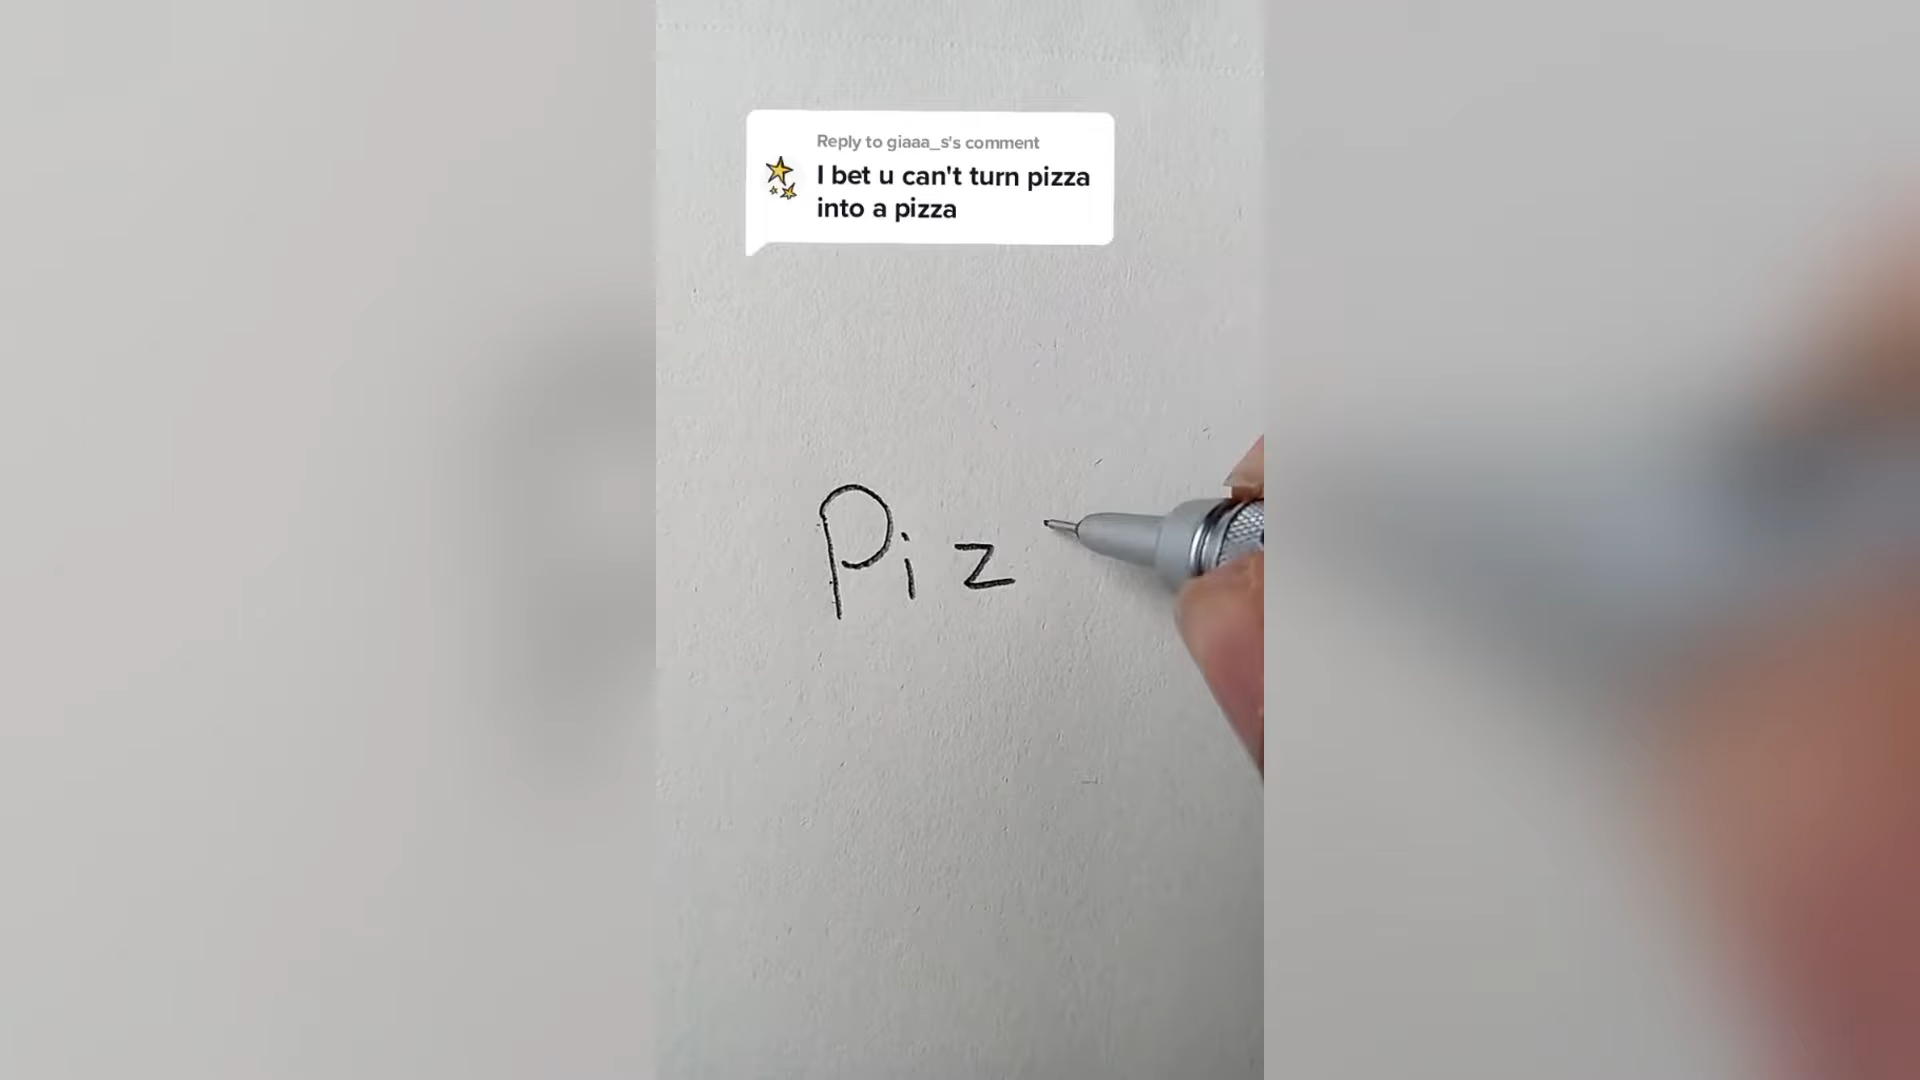 Reply to giaaa_s's comment
I bet u can't turn pizza
into a pizza
Piz